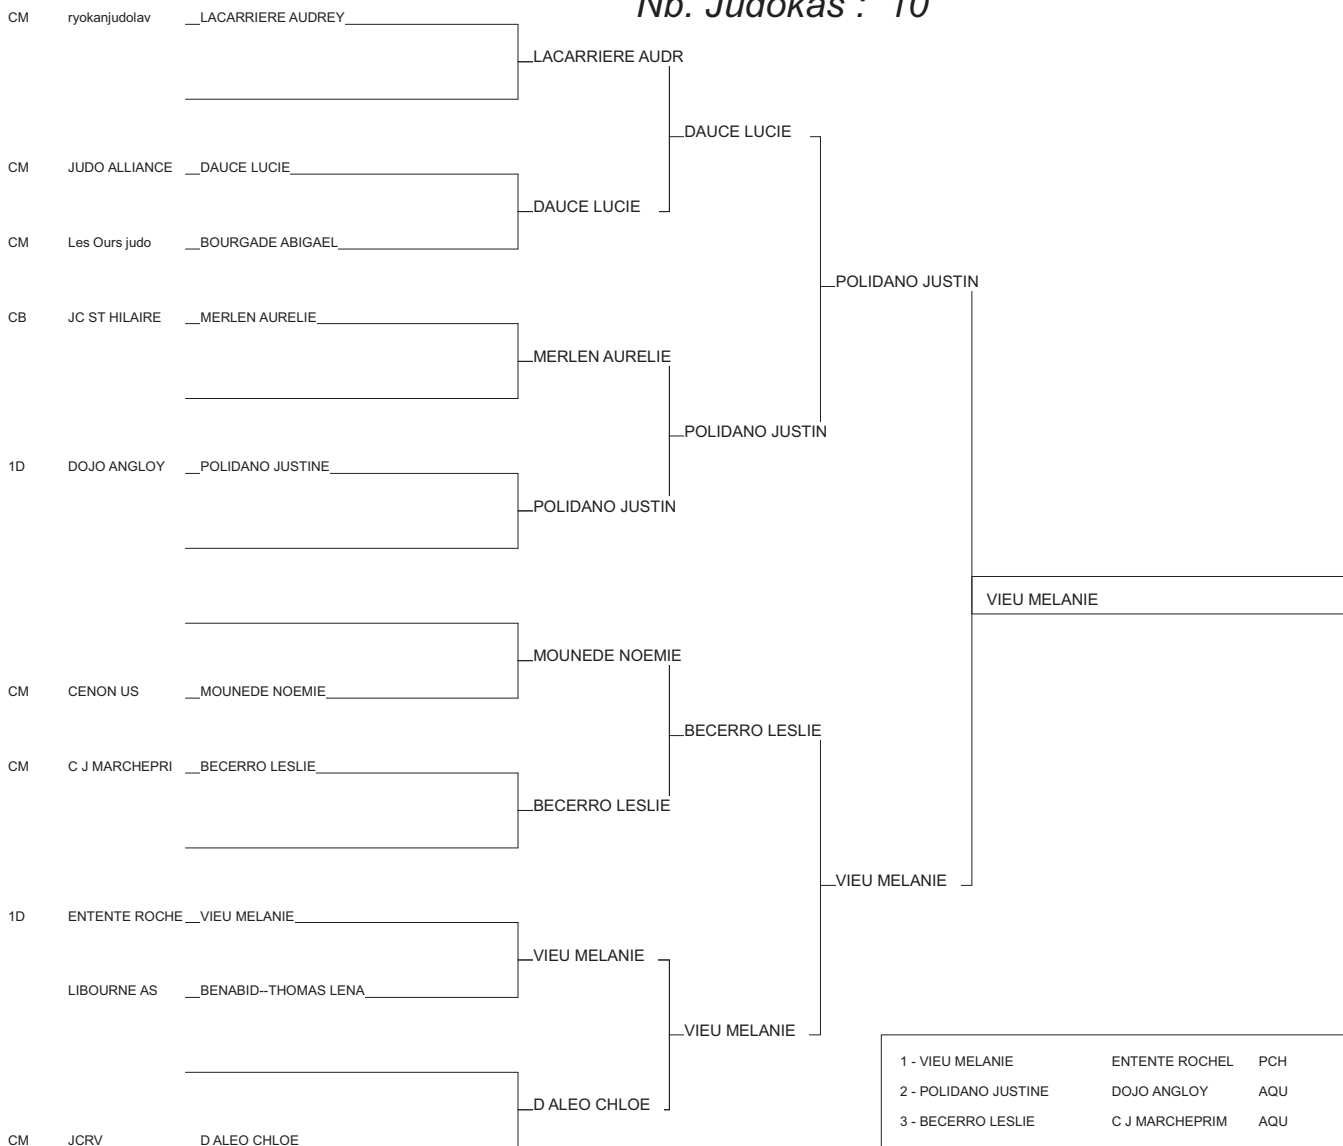 Nb. Judokas : 10
CM ryokanjudolav LACARRIERE AUDREY
LACARRIERE AUDR
DAUCE LUCIE
CM JUDO ALLIANCE DAUCE LUCIE
DAUCE LUCIE
CM Les Ours judo BOURGADE ABIGAEL
POLIDANO JUSTIN
CB JC ST HILAIRE MERLEN AURELIE
MERLEN AURELIE
POLIDANO JUSTIN
1D DOJO ANGLOY POLIDANO JUSTINE
POLIDANO JUSTIN
VIEU MELANIE
MOUNEDE NOEMIE
CM CENON US MOUNEDE NOEMIE
BECERRO LESLIE
CM C J MARCHEPRI BECERRO LESLIE
BECERRO LESLIE
VIEU MELANIE
1D ENTENTE ROCHE VIEU MELANIE
VIEU MELANIE
LIBOURNE AS BENABID--THOMAS LENA
VIEU MELANIE
1 - VIEU MELANIE ENTENTE ROCHEL PCH
2 - POLIDANO JUSTINE DOJO ANGLOY AQU
D ALEO CHLOE
3 - BECERRO LESLIE C J MARCHEPRIM AQU
CM JCRV D ALEO CHLOE